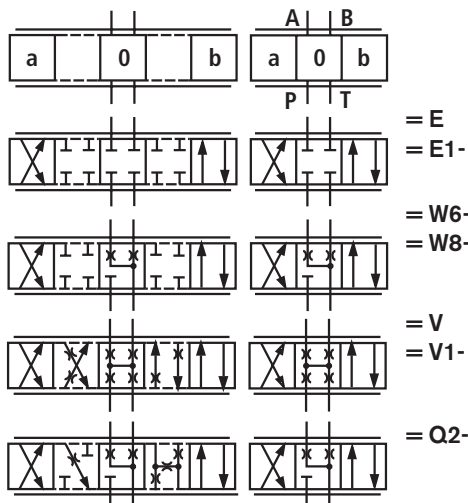 A B
a 0 b a 0 b
P T
= E
= E1-
= W6-
= W8-
= V
= V1-
= Q2-